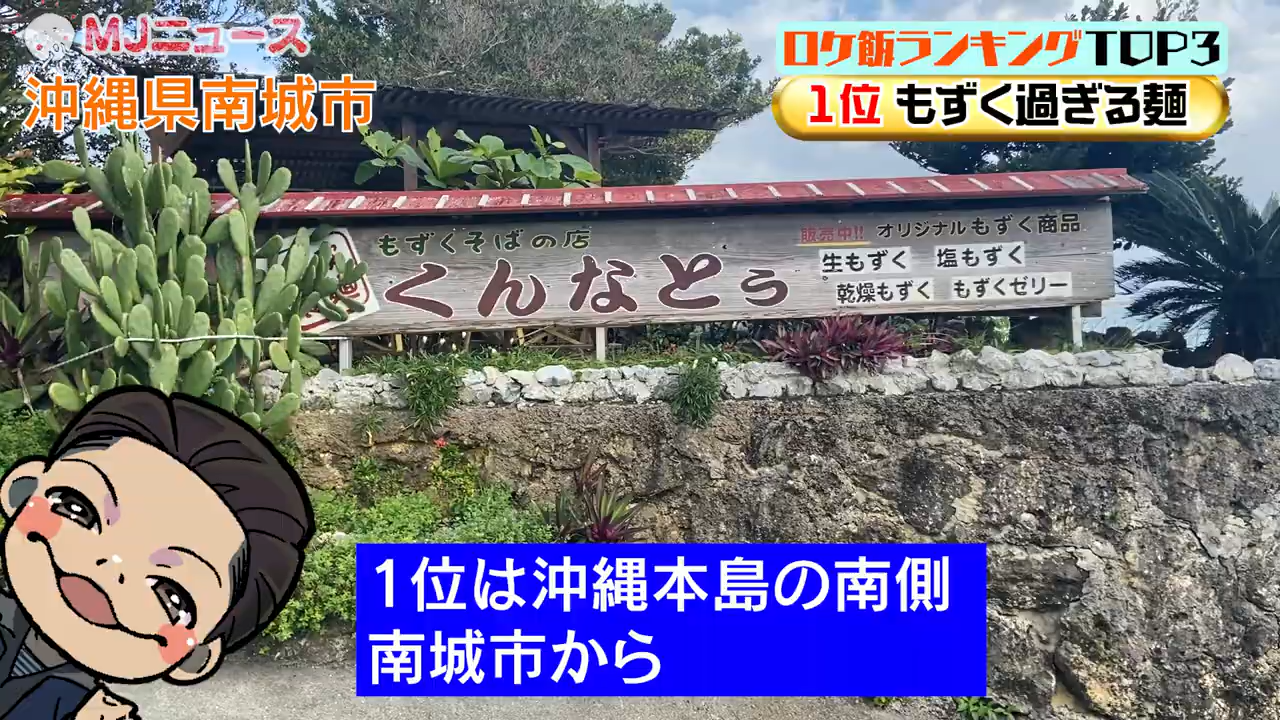 MJニュース
沖縄県南城市
ロケ飯ランキングTOP3
1位 もずく過ぎる麺
もずくそばの店
くんなとぅ
販売中!! オリジナルもずく商品
生もずく 塩もずく
乾燥もずく もずくゼリー
麺
1位は沖縄本島の南側
南城市から